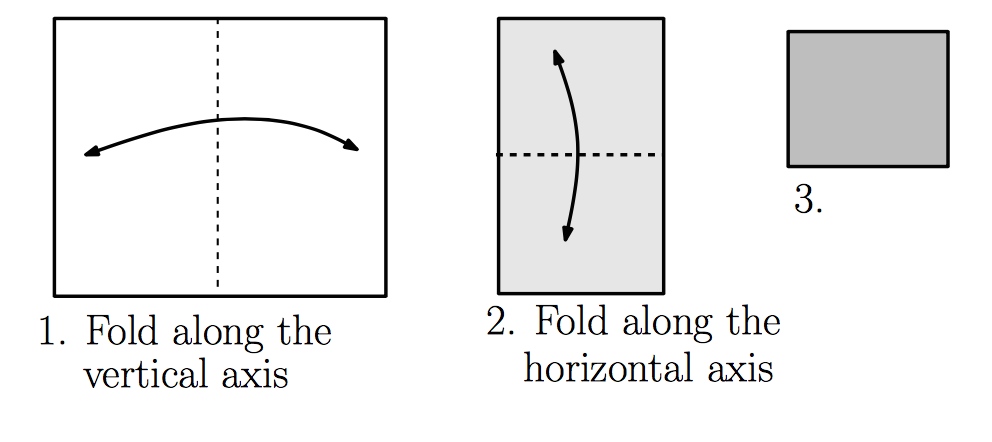 1. Fold along the
vertical axis
2. Fold along the
horizontal axis
3.